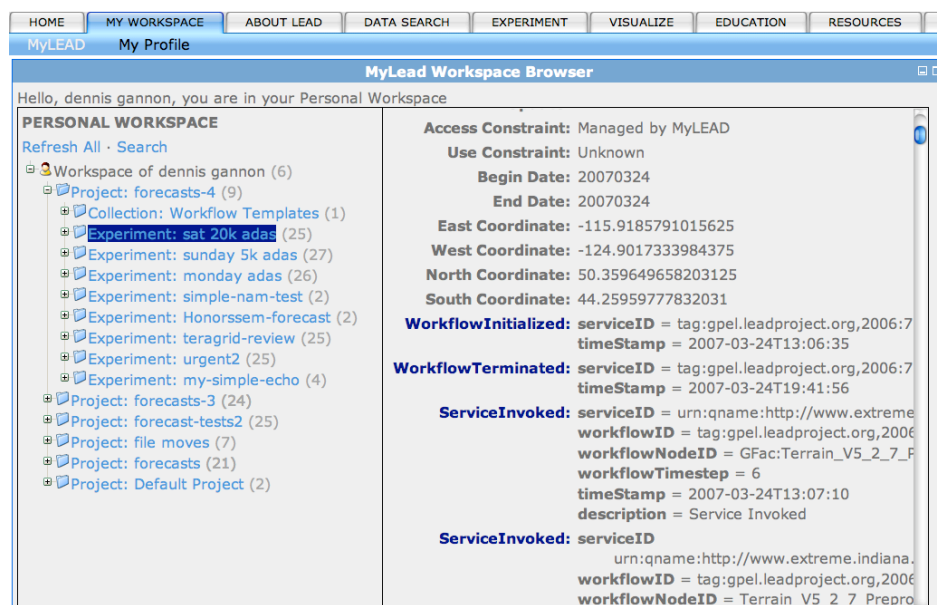 HOME MY WORKSPACE ABOUT LEAD DATA SEARCH EXPERIMENT VISUALIZE EDUCATION RESOURCES
MyLEAD My Profile
MyLead Workspace Browser
Hello, dennis gannon, you are in your Personal Workspace
PERSONAL WORKSPACE
Refresh All · Search
Workspace of dennis gannon (6)
Project: forecasts-4 (9)
Collection: Workflow Templates (1)
Experiment: sat 20k adas (25)
Experiment: sunday 5k adas (27)
Experiment: monday adas (26)
Experiment: simple-nam-test (2)
Experiment: Honorssem-forecast (2)
Experiment: teragrid-review (25)
Experiment: urgent2 (25)
Experiment: my-simple-echo (4)
Project: forecasts-3 (24)
Project: forecast-tests2 (25)
Project: file moves (7)
Project: forecasts (21)
Project: Default Project (2)
Access Constraint: Managed by MyLEAD
Use Constraint: Unknown
Begin Date: 20070324
End Date: 20070324
East Coordinate: -115.9185791015625
West Coordinate: -124.9017333984375
North Coordinate: 50.359649658203125
South Coordinate: 44.25959777832031
WorkflowInitialized: serviceID = tag:gpel.leadproject.org,2006:7
timeStamp = 2007-03-24T13:06:35
WorkflowTerminated: serviceID = tag:gpel.leadproject.org,2006:7
timeStamp = 2007-03-24T19:41:56
ServiceInvoked: serviceID = urn:qname:http://www.extreme
workflowID = tag:gpel.leadproject.org,2006
workflowNodeID = GFac:Terrain_V5_2_7_P
workflowTimestep = 6
timeStamp = 2007-03-24T13:07:10
description = Service Invoked
ServiceInvoked: serviceID
urn:qname:http://www.extreme.indiana.
workflowID = tag:gpel.leadproject.org,2006
workflowNodeID = Terrain_V5_2_7_Prepro